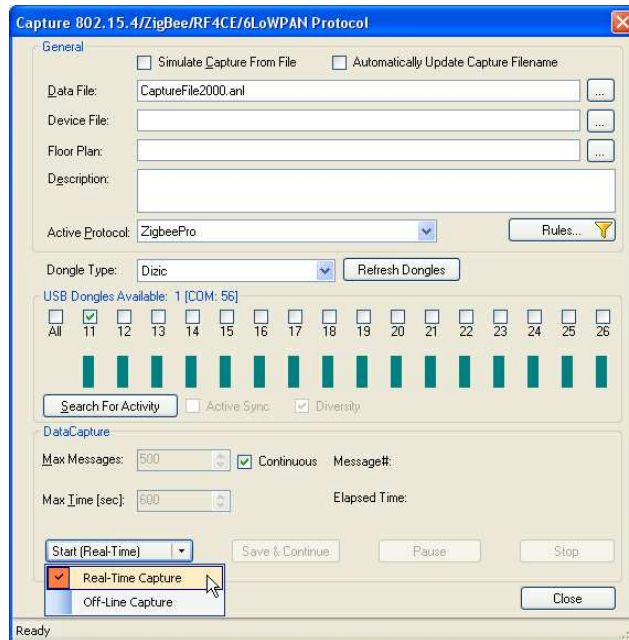 Capture 802.15.4/ZigBee/RF4CE/6LoWPAN Protocol
General
Simulate Capture From File Automatically Update Capture Filename
Data File: CaptureFile2000.anl ...
Device File: ...
Floor Plan: ...
Description:
Active Protocol: ZigbeePro Rules...
Dongle Type: Dizic Refresh Dongles
USB Dongles Available: 1 [COM: 56]
All 11 12 13 14 15 16 17 18 19 20 21 22 23 24 25 26
Search For Activity Active Sync Diversity
DataCapture
Max Messages: 500 Continuous Message#:
Max Time [sec]: 600 Elapsed Time:
Start (Real-Time) Save & Continue Pause Stop
Real-Time Capture
Off-Line Capture
Close
Ready